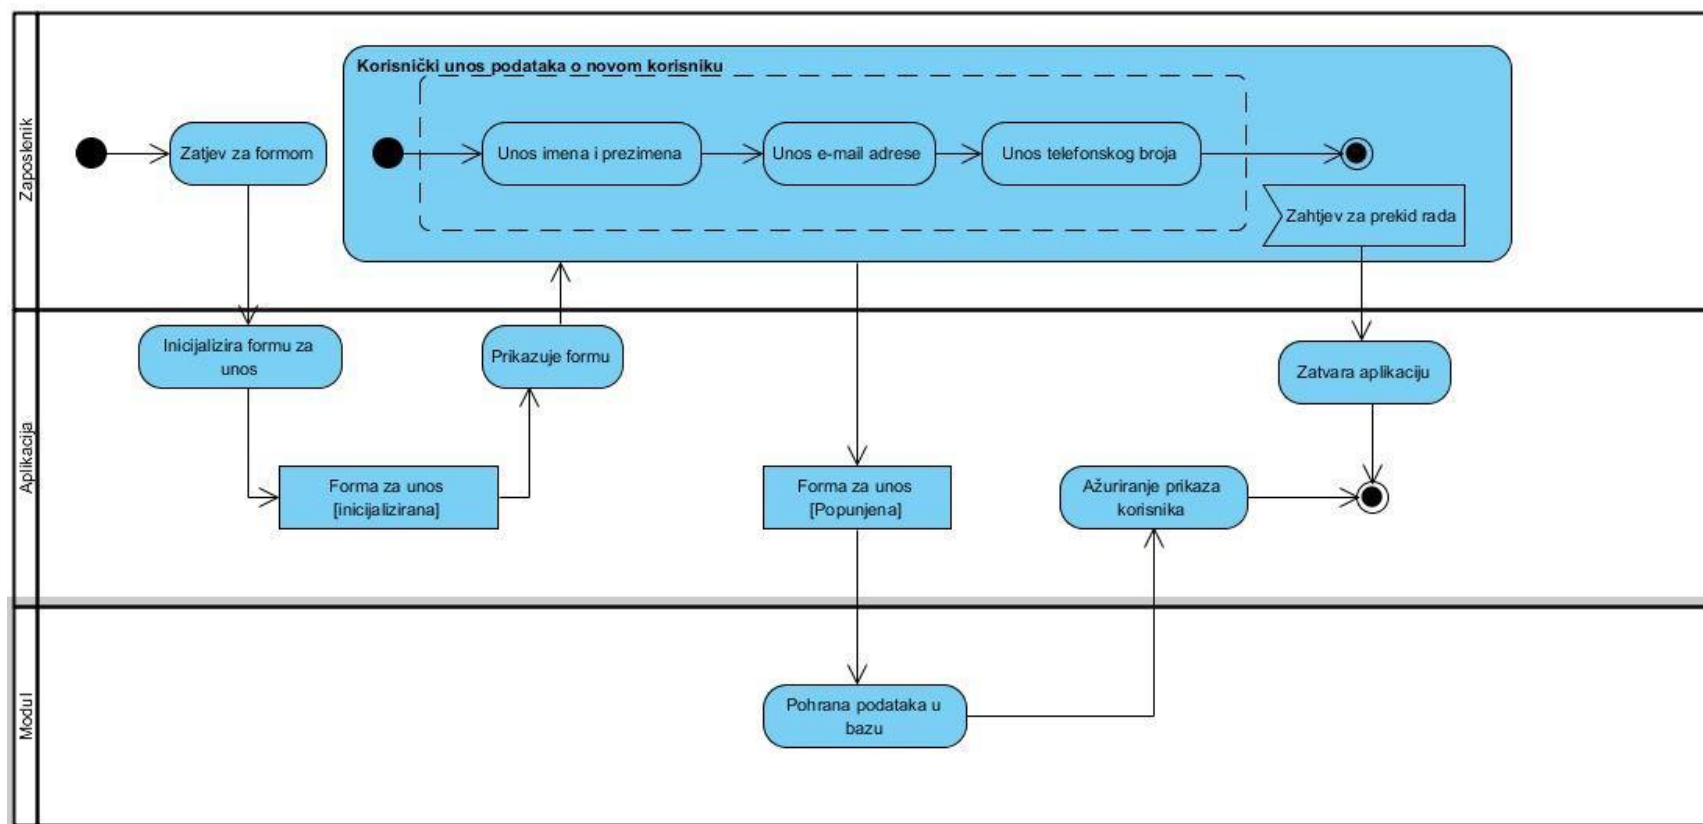 Zaposlenik
Korisnički unos podataka o novom korisniku
Zatjev za formom
Unos imena i prezimena
Unos e-mail adrese
Unos telefonskog broja
Zahtjev za prekid rada
Aplikacija
Inicijalizira formu za
unos
Prikazuje formu
Zatvara aplikaciju
Forma za unos
[inicijalizirana]
Forma za unos
[Popunjena]
Ažuriranje prikaza
korisnika
Modul
Pohrana podataka u
bazu